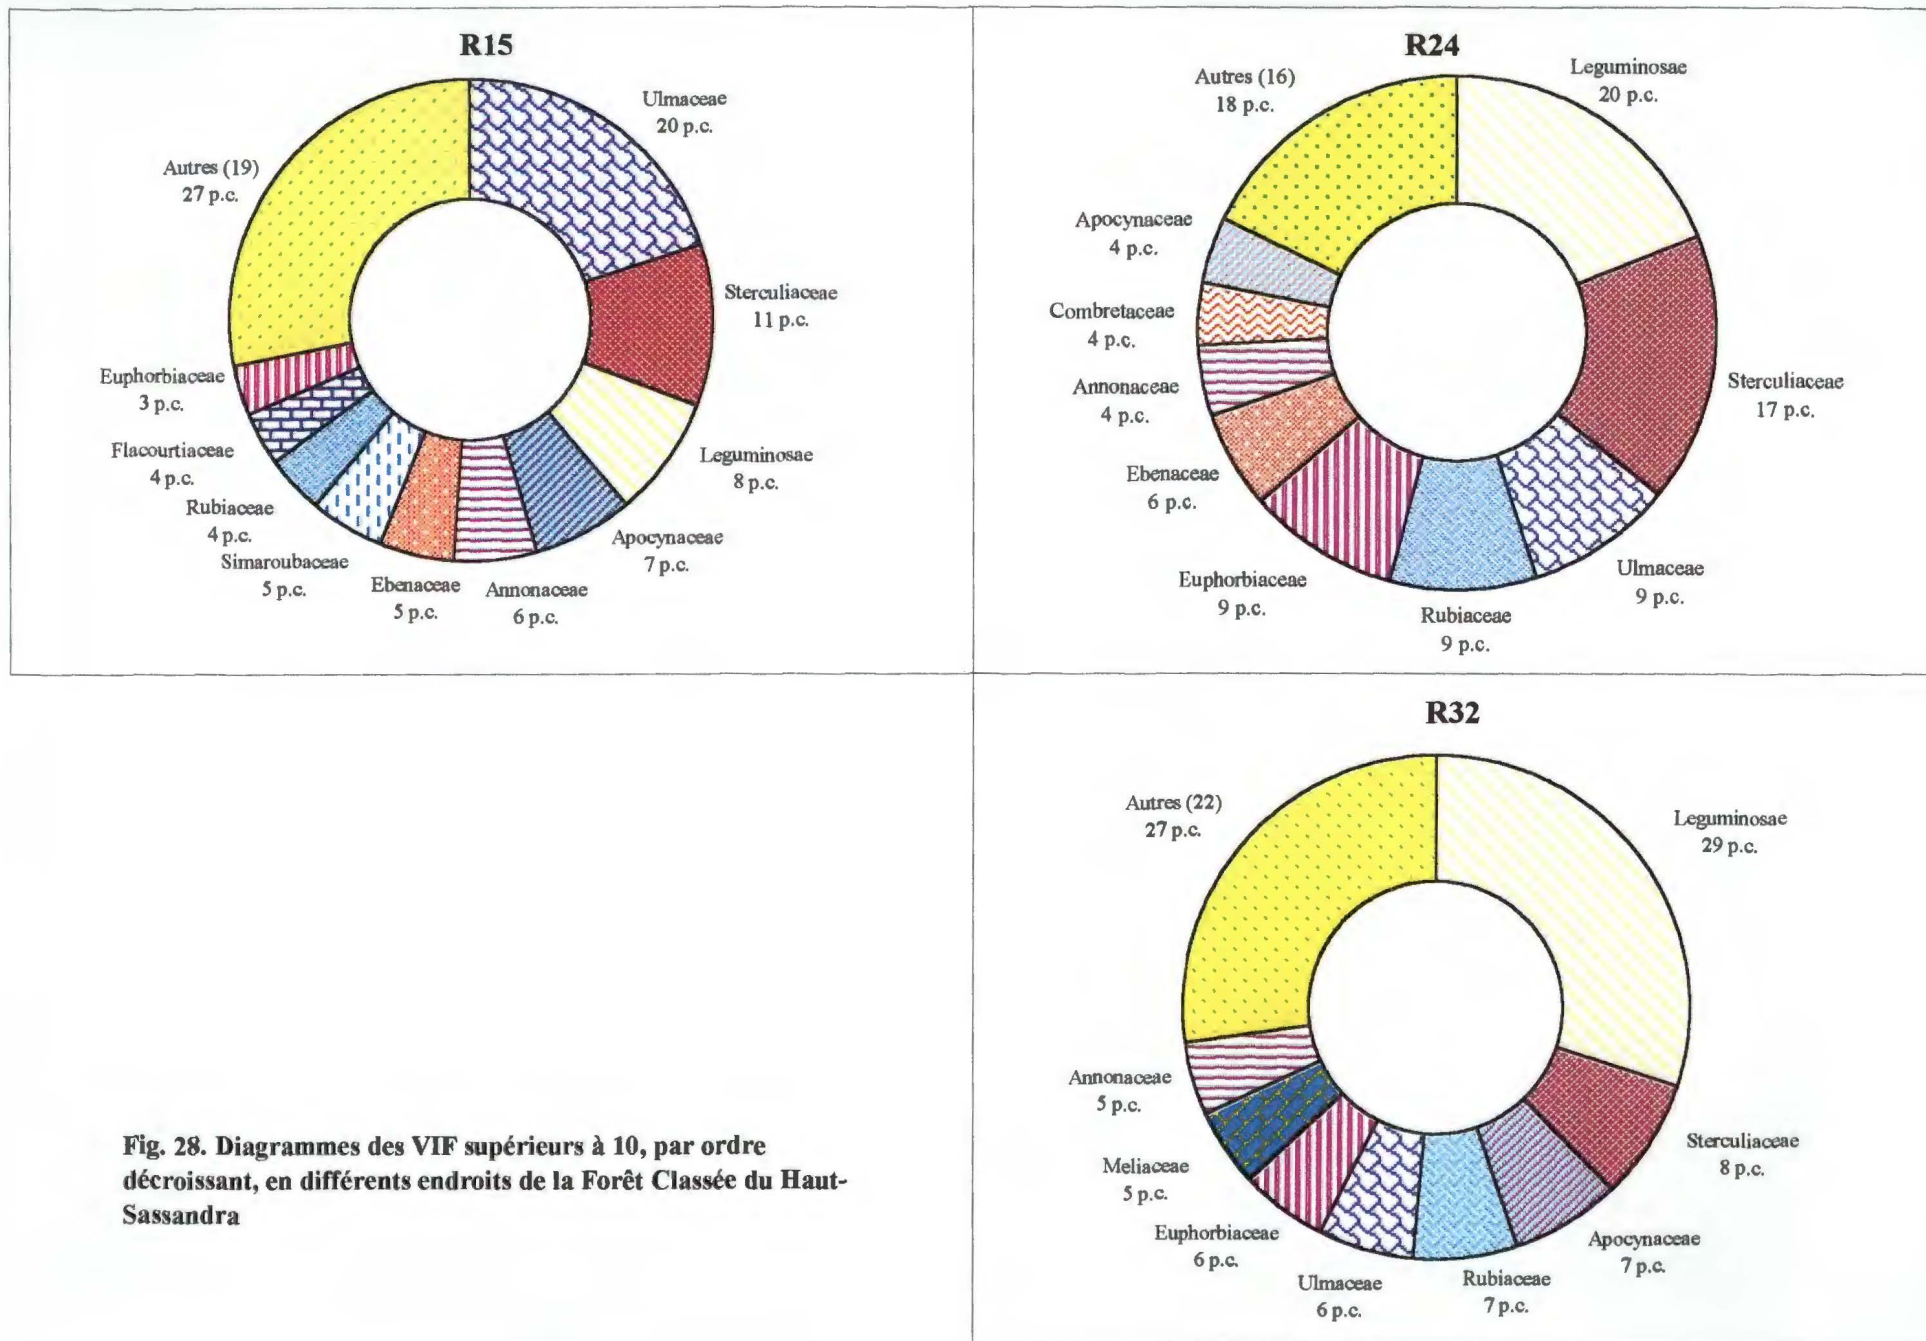 R15
Ulmaceae
20 p.c.
Sterculiaceae
11 p.c.
Leguminosae
8 p.c.
Apocynaceae
7 p.c.
Annonaceae
6 p.c.
Ebenaceae
5 p.c.
Simaroubaceae
5 p.c.
Rubiaceae
4 p.c.
Flacourtiaceae
4 p.c.
Euphorbiaceae
3 p.c.
Autres (19)
27 p.c.
R24
Leguminosae
20 p.c.
Sterculiaceae
17 p.c.
Ulmaceae
9 p.c.
Rubiaceae
9 p.c.
Euphorbiaceae
9 p.c.
Ebenaceae
6 p.c.
Annonaceae
4 p.c.
Combretaceae
4 p.c.
Apocynaceae
4 p.c.
Autres (16)
18 p.c.
R32
Leguminosae
29 p.c.
Sterculiaceae
8 p.c.
Apocynaceae
7 p.c.
Rubiaceae
7 p.c.
Ulmaceae
6 p.c.
Euphorbiaceae
6 p.c.
Meliaceae
5 p.c.
Annonaceae
5 p.c.
Autres (22)
27 p.c.
Fig. 28. Diagrammes des VIF supérieurs à 10, par ordre
décroissant, en différents endroits de la Forêt Classée du Haut-
Sassandra